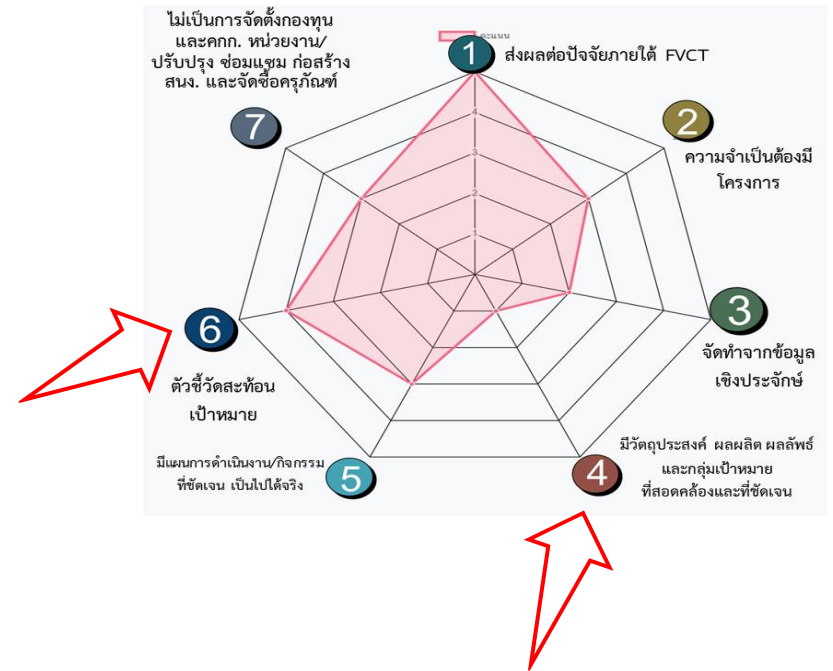 ไม่เป็นการจัดตั้งกองทุน
และคกก. หน่วยงาน/
ปรับปรุง ซ่อมแซม ก่อสร้าง
สนง. และจัดซื้อครุภัณฑ์
7
คะแนน
1
ส่งผลต่อปัจจัยภายใต้ FVCT
2
ความจำเป็นต้องมี
โครงการ
4
3
2
1
3
จัดทำจากข้อมูล
เชิงประจักษ์
6
ตัวชี้วัดสะท้อน
เป้าหมาย
มีแผนการดำเนินงาน/กิจกรรม
ที่ชัดเจน เป็นไปได้จริง
5
4
มีวัตถุประสงค์ ผลผลิต ผลลัพธ์
และกลุ่มเป้าหมาย
ที่สอดคล้องและที่ชัดเจน